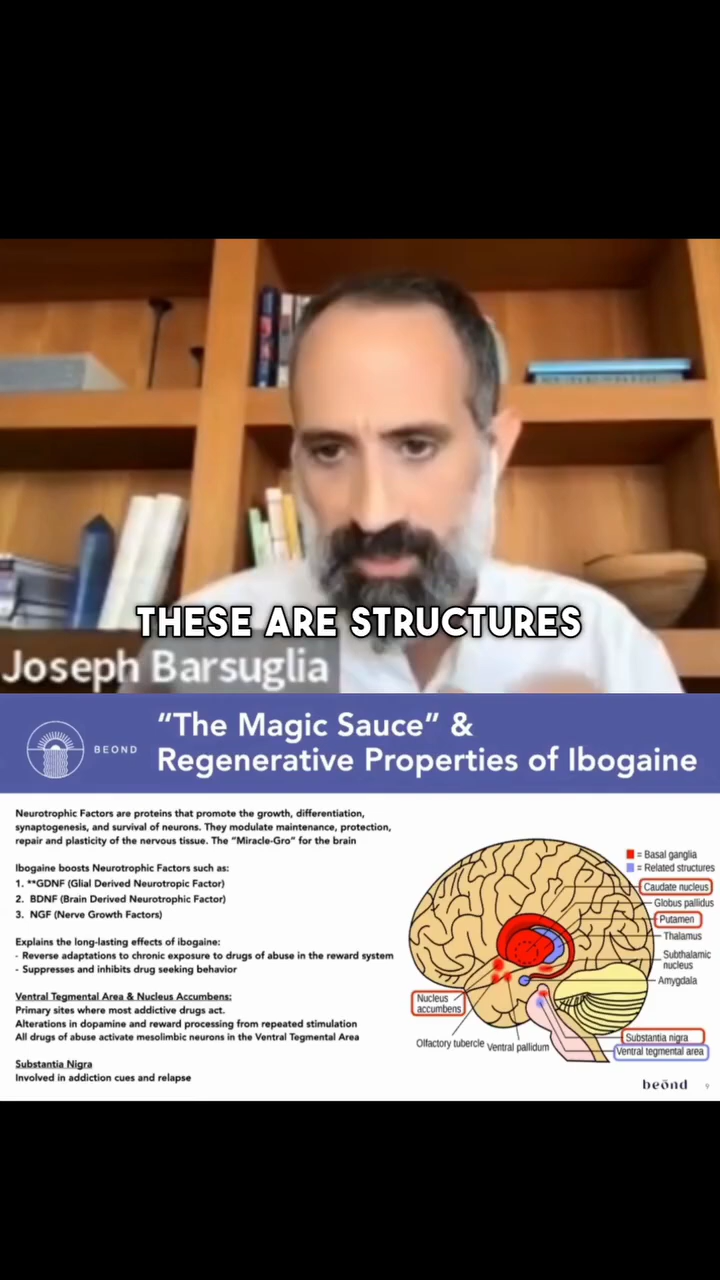 THESE ARE STRUCTURES
Joseph Barsuglia
BEOND
“The Magic Sauce” &
Regenerative Properties of Ibogaine
Neurotrophic Factors are proteins that promote the growth, differentiation,
synaptogenesis, and survival of neurons. They modulate maintenance, protection,
repair and plasticity of the nervous tissue. The “Miracle-Gro” for the brain
Ibogaine boosts Neurotrophic Factors such as:
1. **GDNF (Glial Derived Neurotropic Factor)
2. BDNF (Brain Derived Neurotrophic Factor)
3. NGF (Nerve Growth Factors)
Explains the long-lasting effects of ibogaine:
- Reverse adaptations to chronic exposure to drugs of abuse in the reward system
- Suppresses and inhibits drug seeking behavior
Ventral Tegmental Area & Nucleus Accumbens:
Primary sites where most addictive drugs act.
Alterations in dopamine and reward processing from repeated stimulation
All drugs of abuse activate mesolimbic neurons in the Ventral Tegmental Area
Substantia Nigra
Involved in addiction cues and relapse
= Basal ganglia
= Related structures
Caudate nucleus
Globus pallidus
Putamen
Thalamus
Subthalamic
nucleus
Amygdala
Nucleus
accumbens
Substantia nigra
Olfactory tubercle
Ventral pallidum
Ventral tegmental area
beond
9